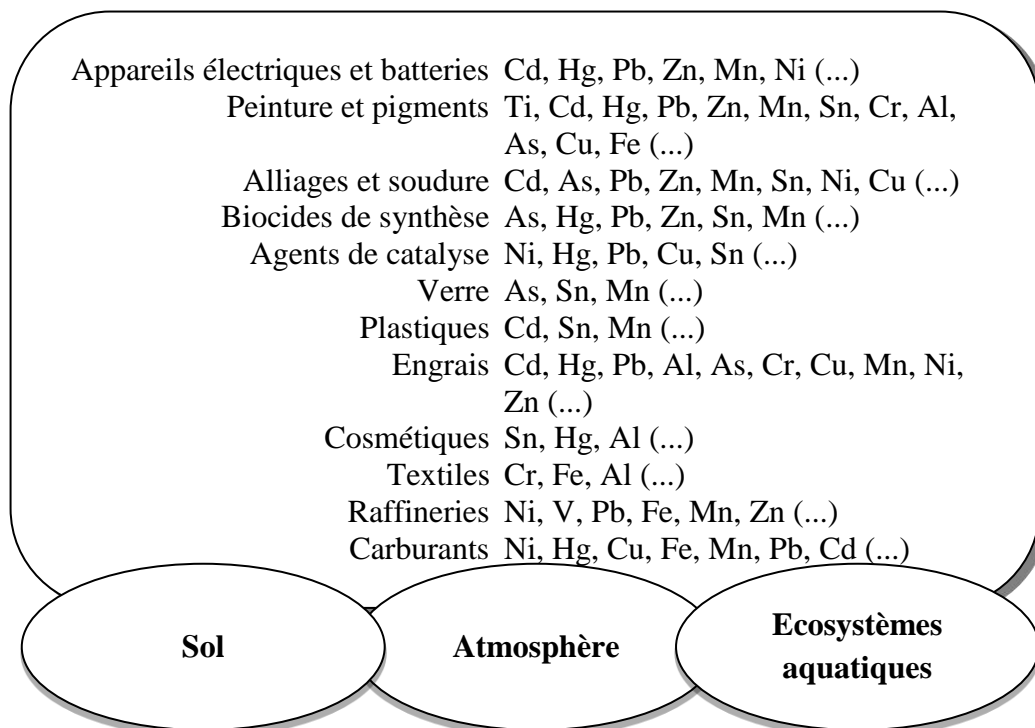 Appareils électriques et batteries Cd, Hg, Pb, Zn, Mn, Ni (...)
Peinture et pigments Ti, Cd, Hg, Pb, Zn, Mn, Sn, Cr, Al,
As, Cu, Fe (...)
Alliages et soudure Cd, As, Pb, Zn, Mn, Sn, Ni, Cu (...)
Biocides de synthèse As, Hg, Pb, Zn, Sn, Mn (...)
Agents de catalyse Ni, Hg, Pb, Cu, Sn (...)
Verre As, Sn, Mn (...)
Plastiques Cd, Sn, Mn (...)
Engrais Cd, Hg, Pb, Al, As, Cr, Cu, Mn, Ni,
Zn (...)
Cosmétiques Sn, Hg, Al (...)
Textiles Cr, Fe, Al (...)
Raffineries Ni, V, Pb, Fe, Mn, Zn (...)
Carburants Ni, Hg, Cu, Fe, Mn, Pb, Cd (...)
Sol
Atmosphère
Ecosystèmes
aquatiques